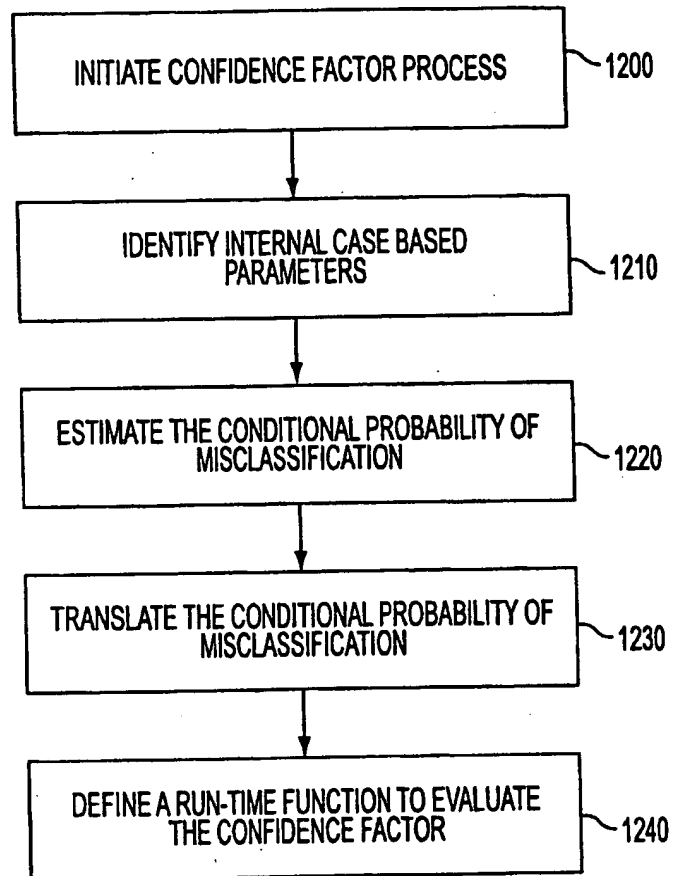 INITIATE CONFIDENCE FACTOR PROCESS
1200
IDENTIFY INTERNAL CASE BASED
PARAMETERS
1210
ESTIMATE THE CONDITIONAL PROBABILITY OF
MISCLASSIFICATION
1220
TRANSLATE THE CONDITIONAL PROBABILITY OF
MISCLASSIFICATION
1230
DEFINE A RUN-TIME FUNCTION TO EVALUATE
THE CONFIDENCE FACTOR
1240